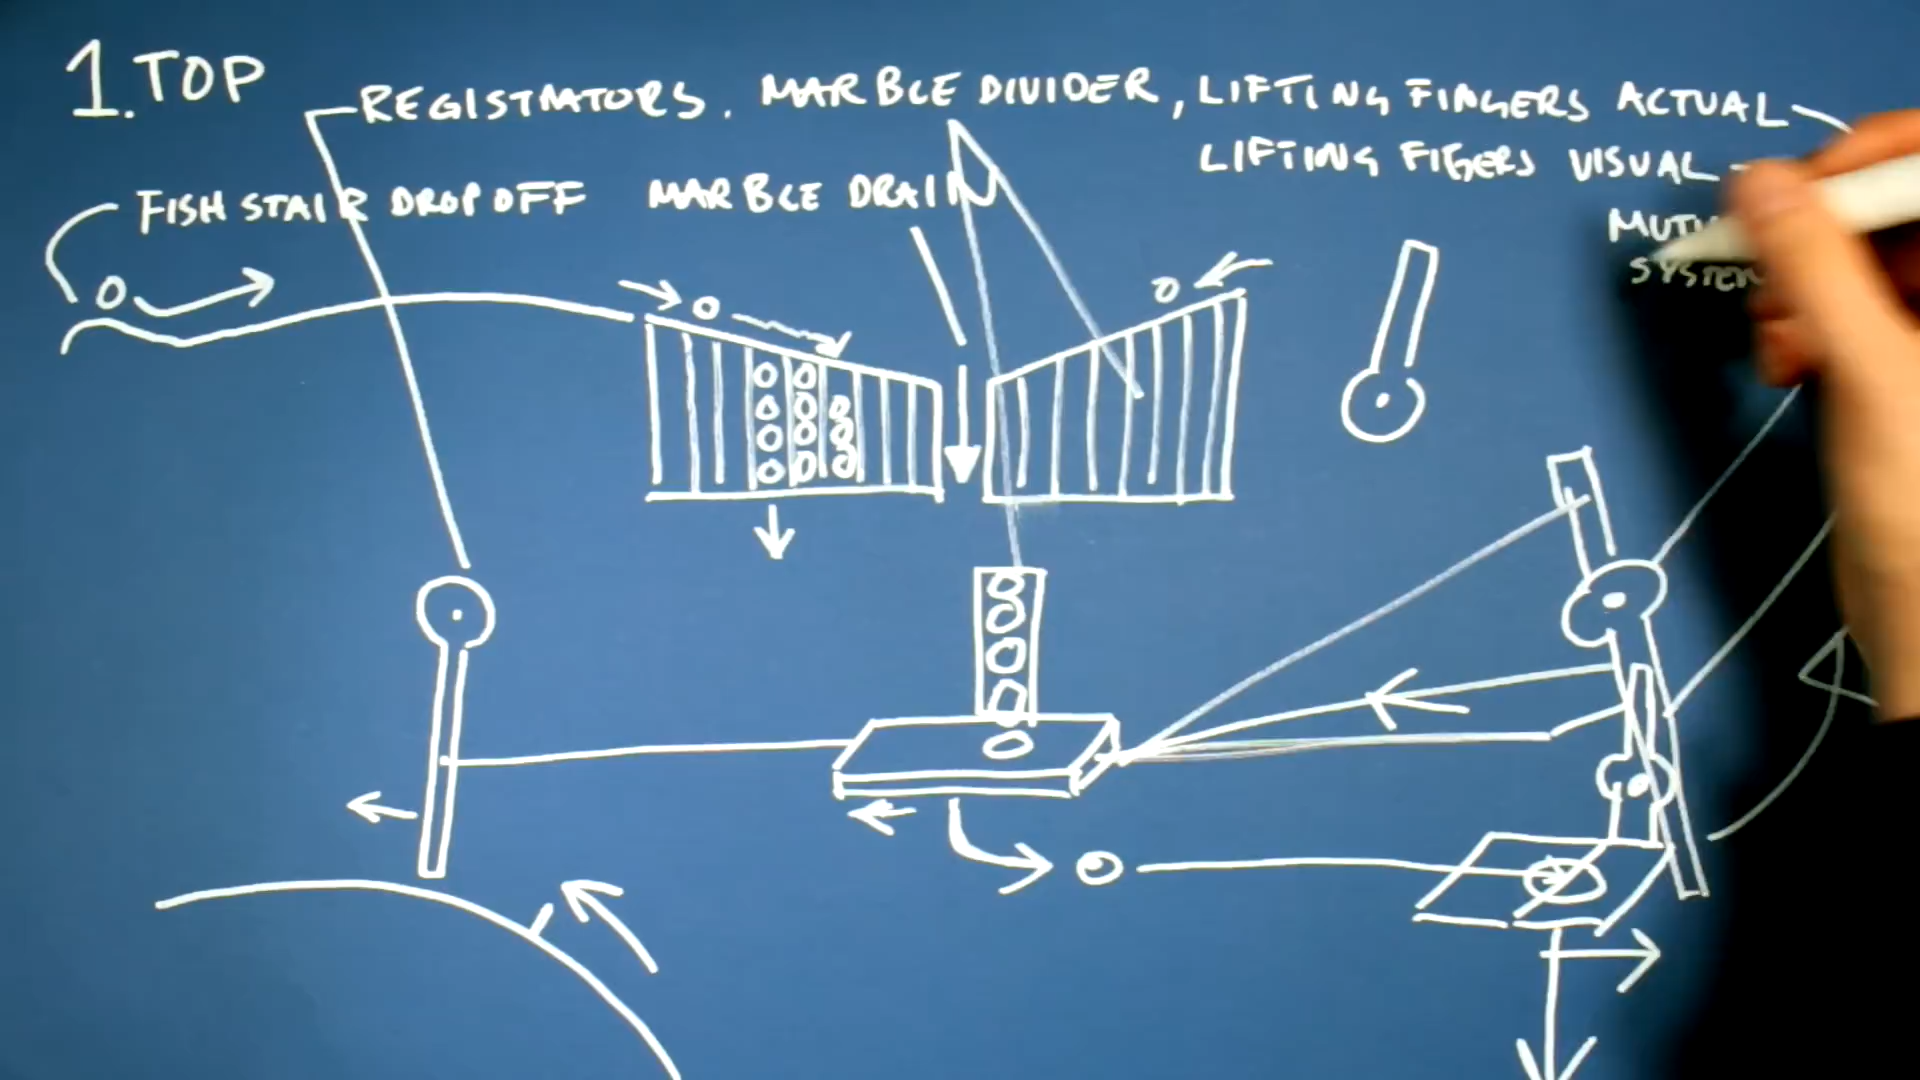 1. TOP
REGISTRATORS. MARBLE DIVIDER, LIFTING FINGERS ACTUAL
LIFTING FIGERS VISUAL
FISH STAIR DROP OFF MARBLE DRAIN